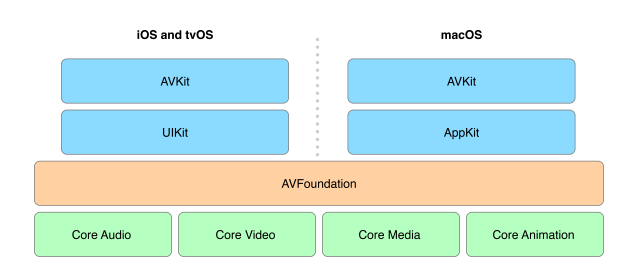 iOS and tvOS
macOS
AVKit
AVKit
UIKit
AppKit
AVFoundation
Core Audio
Core Video
Core Media
Core Animation